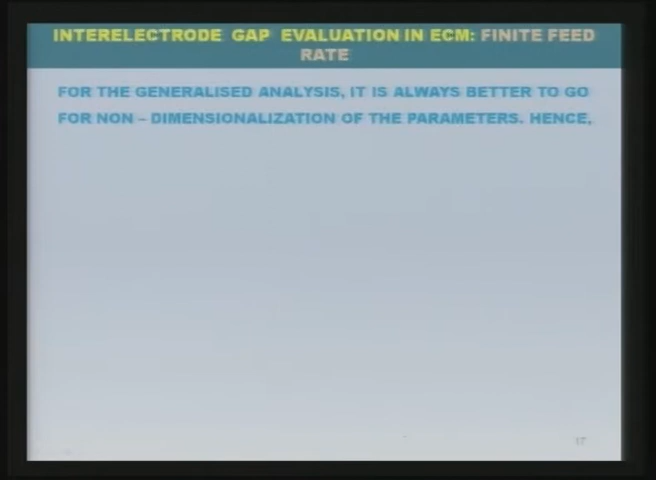 INTERELECTRODE GAP EVALUATION IN ECM: FINITE FEED
RATE
FOR THE GENERALISED ANALYSIS, IT IS ALWAYS BETTER TO GO
FOR NON – DIMENSIONALIZATION OF THE PARAMETERS. HENCE,
17